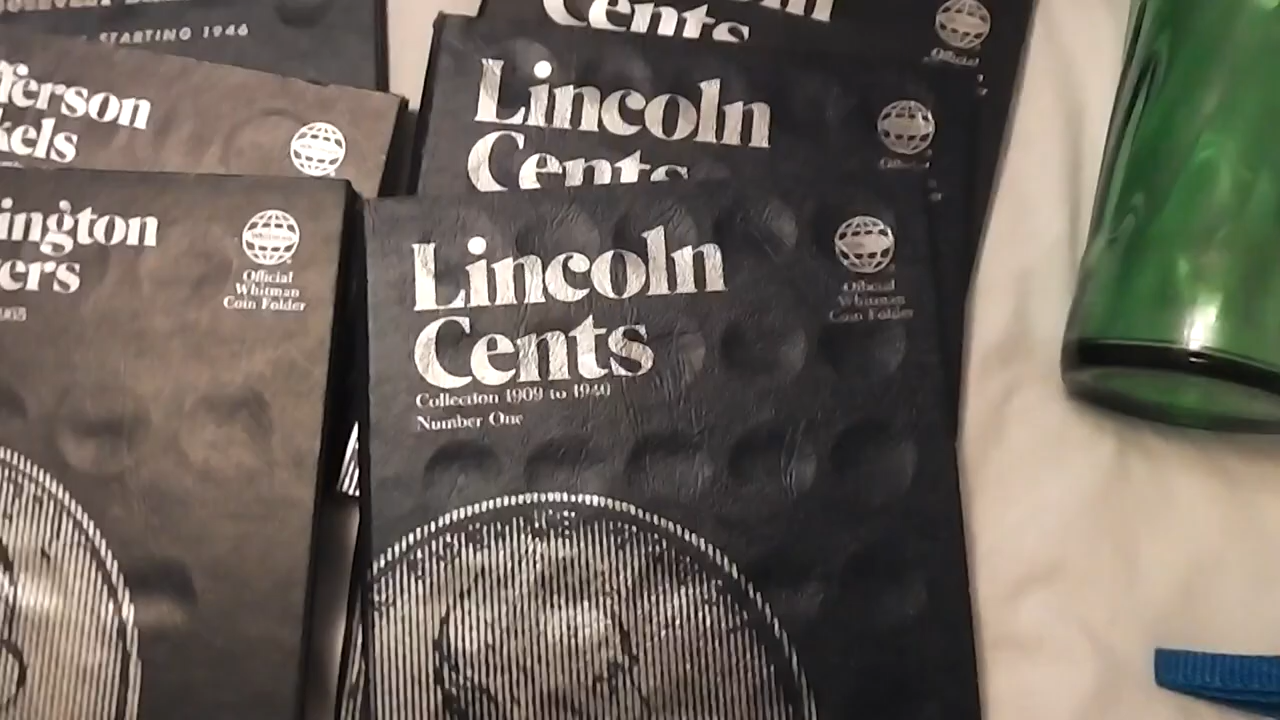 STARTING 1946
fferson
kels
ington
ers
Official
Whitman
Coin Folder
Cents
Official
Lincoln
Cents
Lincoln
Cents
Collection 1909 to 1940
Number One
Official
Whitman
Coin Folder